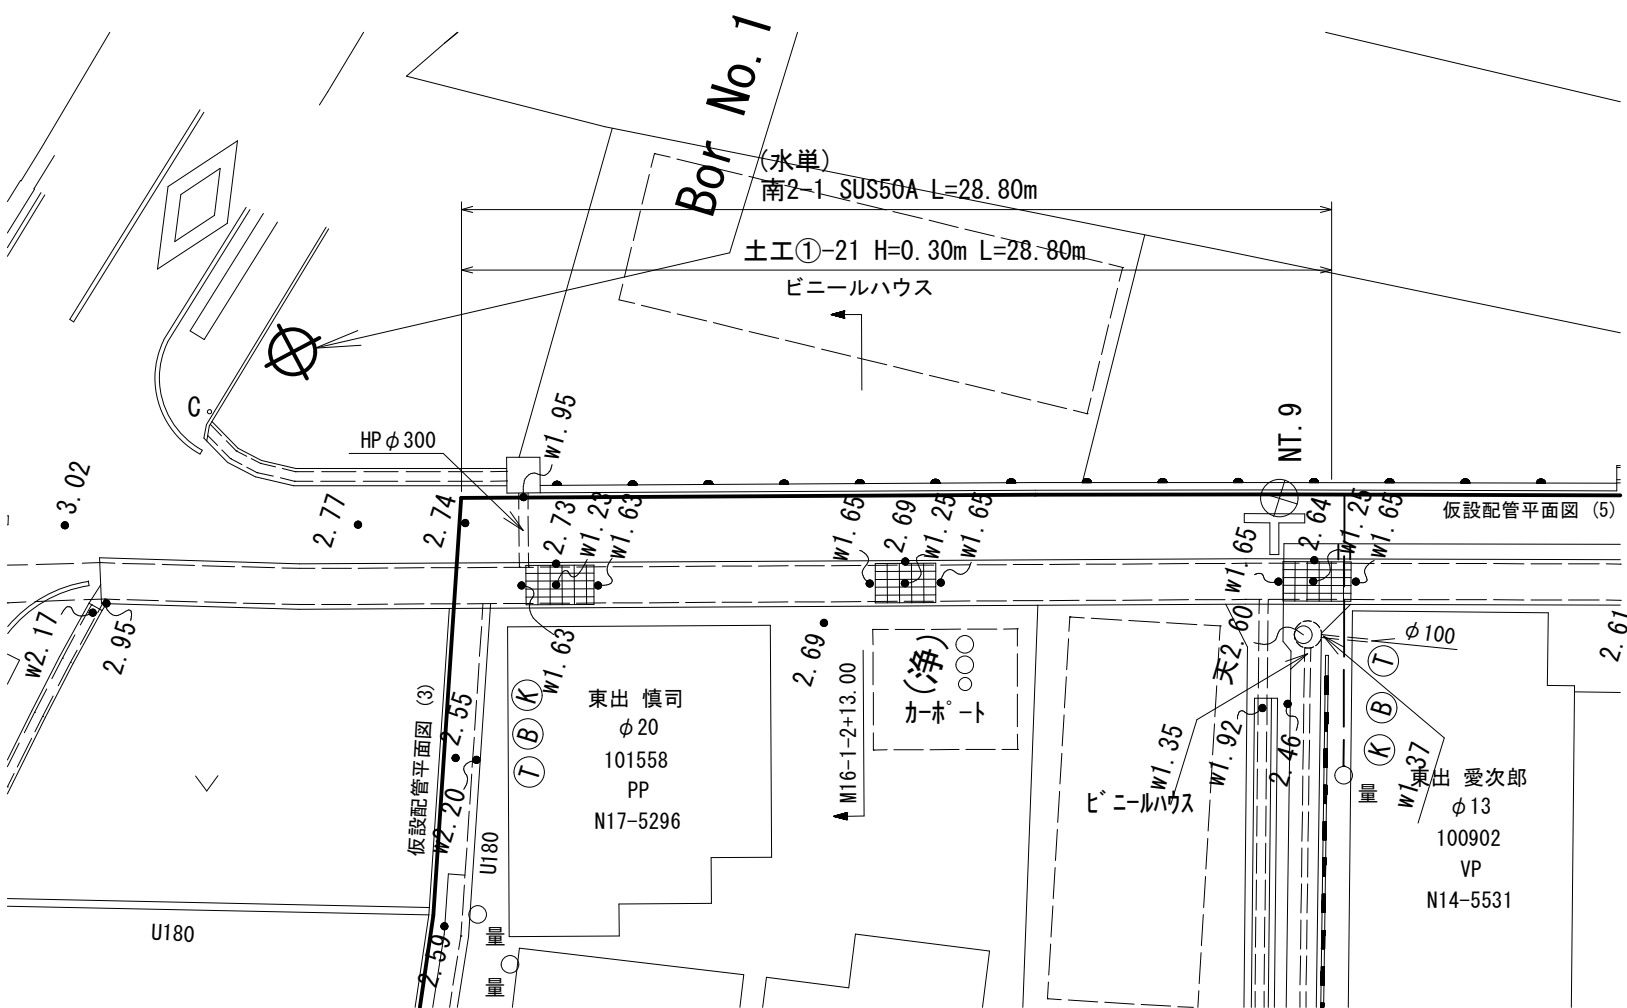 Bor No. 1
(水単)
南2-1 SUS50A L=28.80m
土工①-21 H=0.30m L=28.80m
ビニールハウス
C
HPφ300
w1.95
NT.9
3.02
2.77
2.74
2.73
w1.23
w1.63
w1.65
2.69
w1.25
w1.65
w1.65
2.64
w1.25
w1.65
仮設配管平面図 (5)
w2.17
2.95
w1.63
2.69
天2.60
φ100
2.61
仮設配管平面図 (3)
2.55
w2.20
U180
K
B
T
東出 慎司
φ20
101558
PP
N17-5296
M16-1-2+13.00
(浄)
カーポート
ビニールハウス
w1.35
w1.92
2.46
T
B
K
量
w1.37
東出 愛次郎
φ13
100902
VP
N14-5531
U180
2.59
量
量